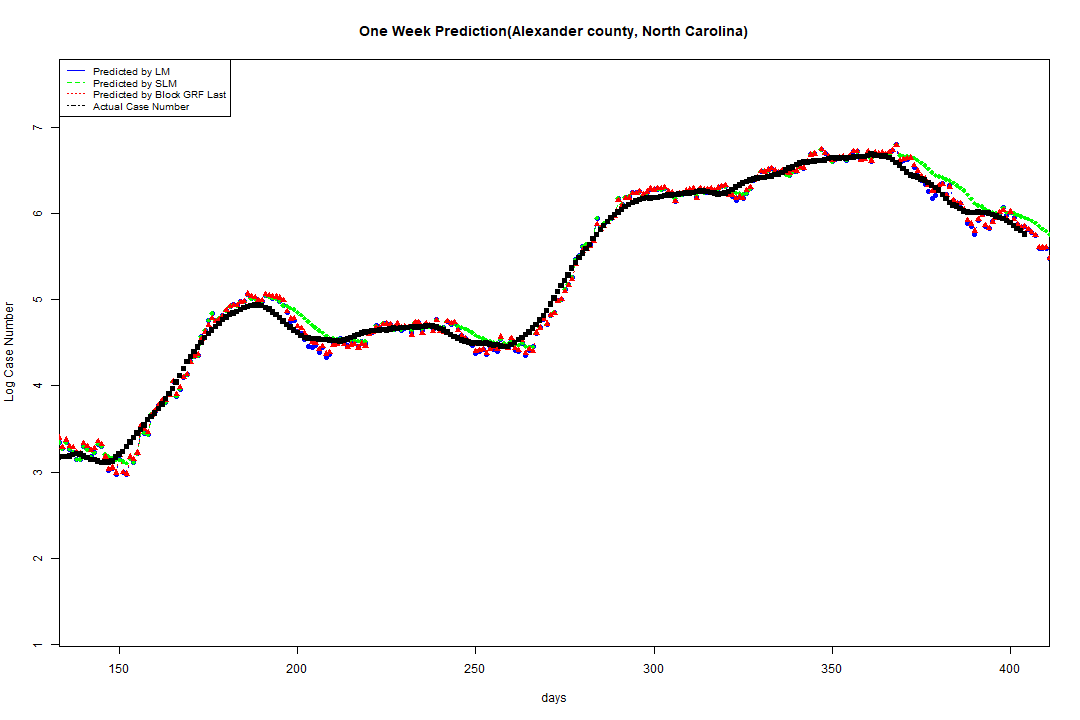 One Week Prediction(Alexander county, North Carolina)
Predicted by LM
Predicted by SLM
Predicted by Block GRF Last
Actual Case Number
7
6
5
4
3
2
1
Log Case Number
150 200 250 300 350 400
days